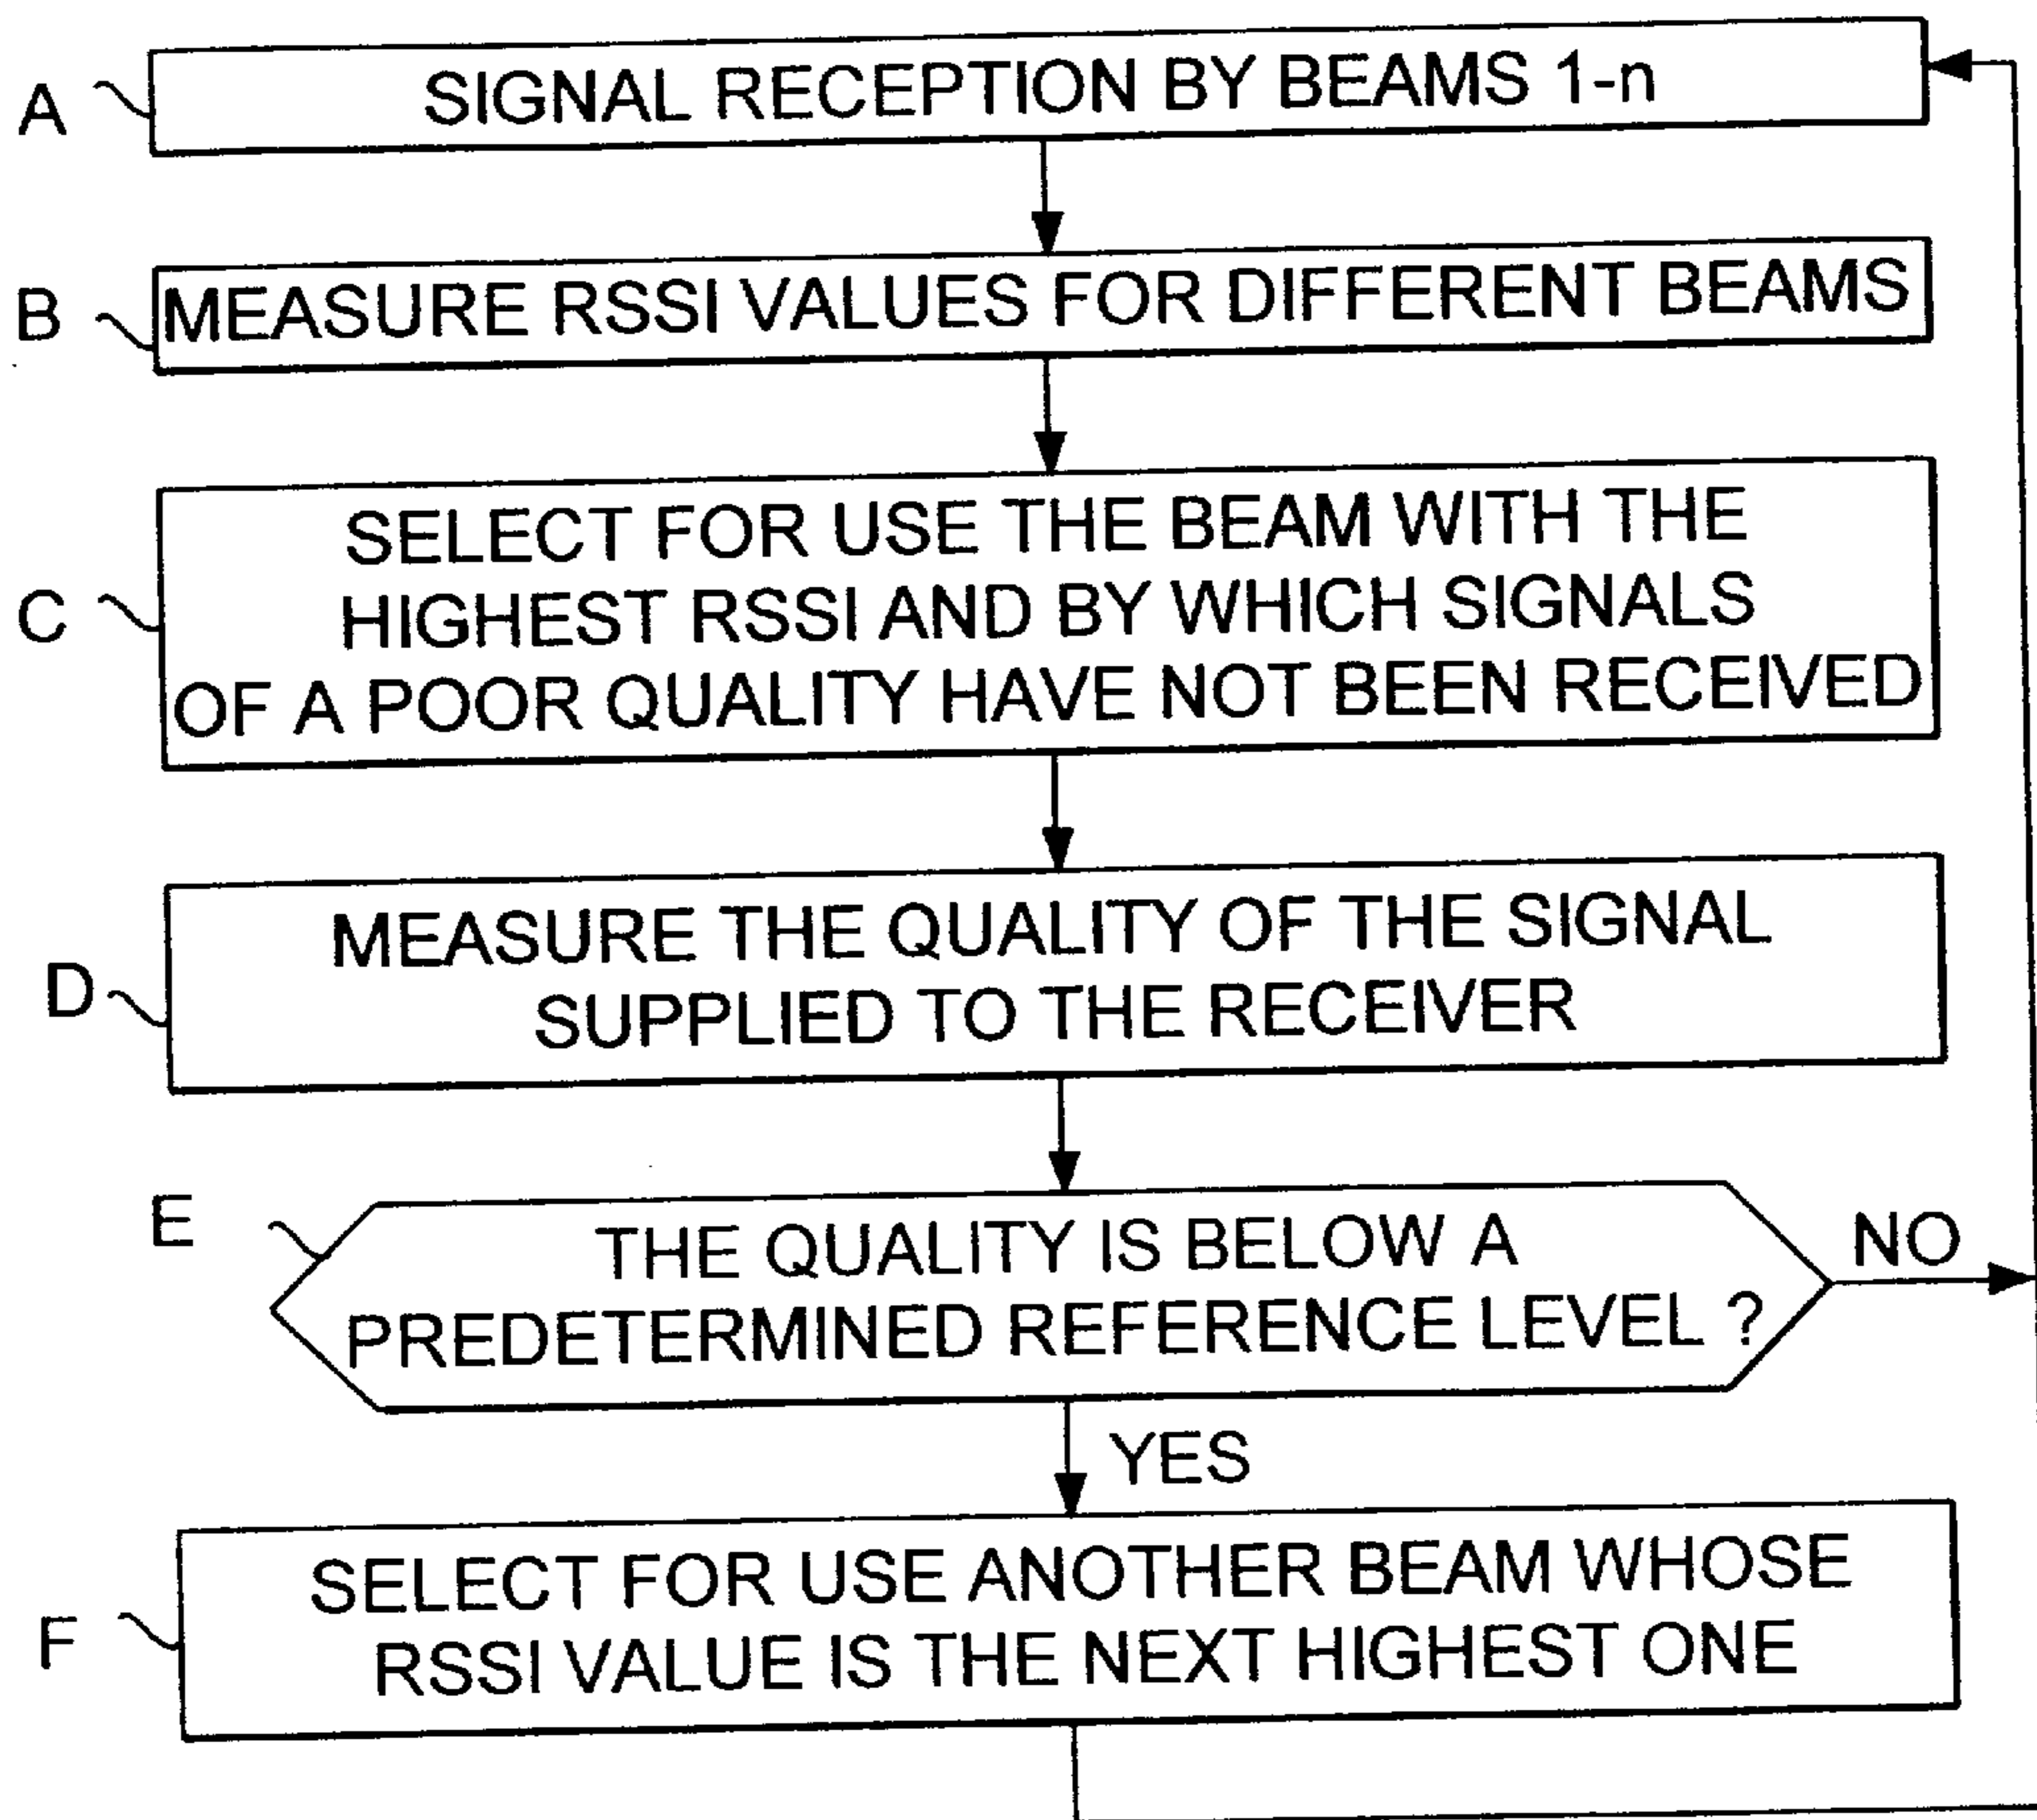 A
SIGNAL RECEPTION BY BEAMS 1-n
B
MEASURE RSSI VALUES FOR DIFFERENT BEAMS
C
SELECT FOR USE THE BEAM WITH THE
HIGHEST RSSI AND BY WHICH SIGNALS
OF A POOR QUALITY HAVE NOT BEEN RECEIVED
D
MEASURE THE QUALITY OF THE SIGNAL
SUPPLIED TO THE RECEIVER
E
THE QUALITY IS BELOW A
PREDETERMINED REFERENCE LEVEL ?
NO
YES
F
SELECT FOR USE ANOTHER BEAM WHOSE
RSSI VALUE IS THE NEXT HIGHEST ONE